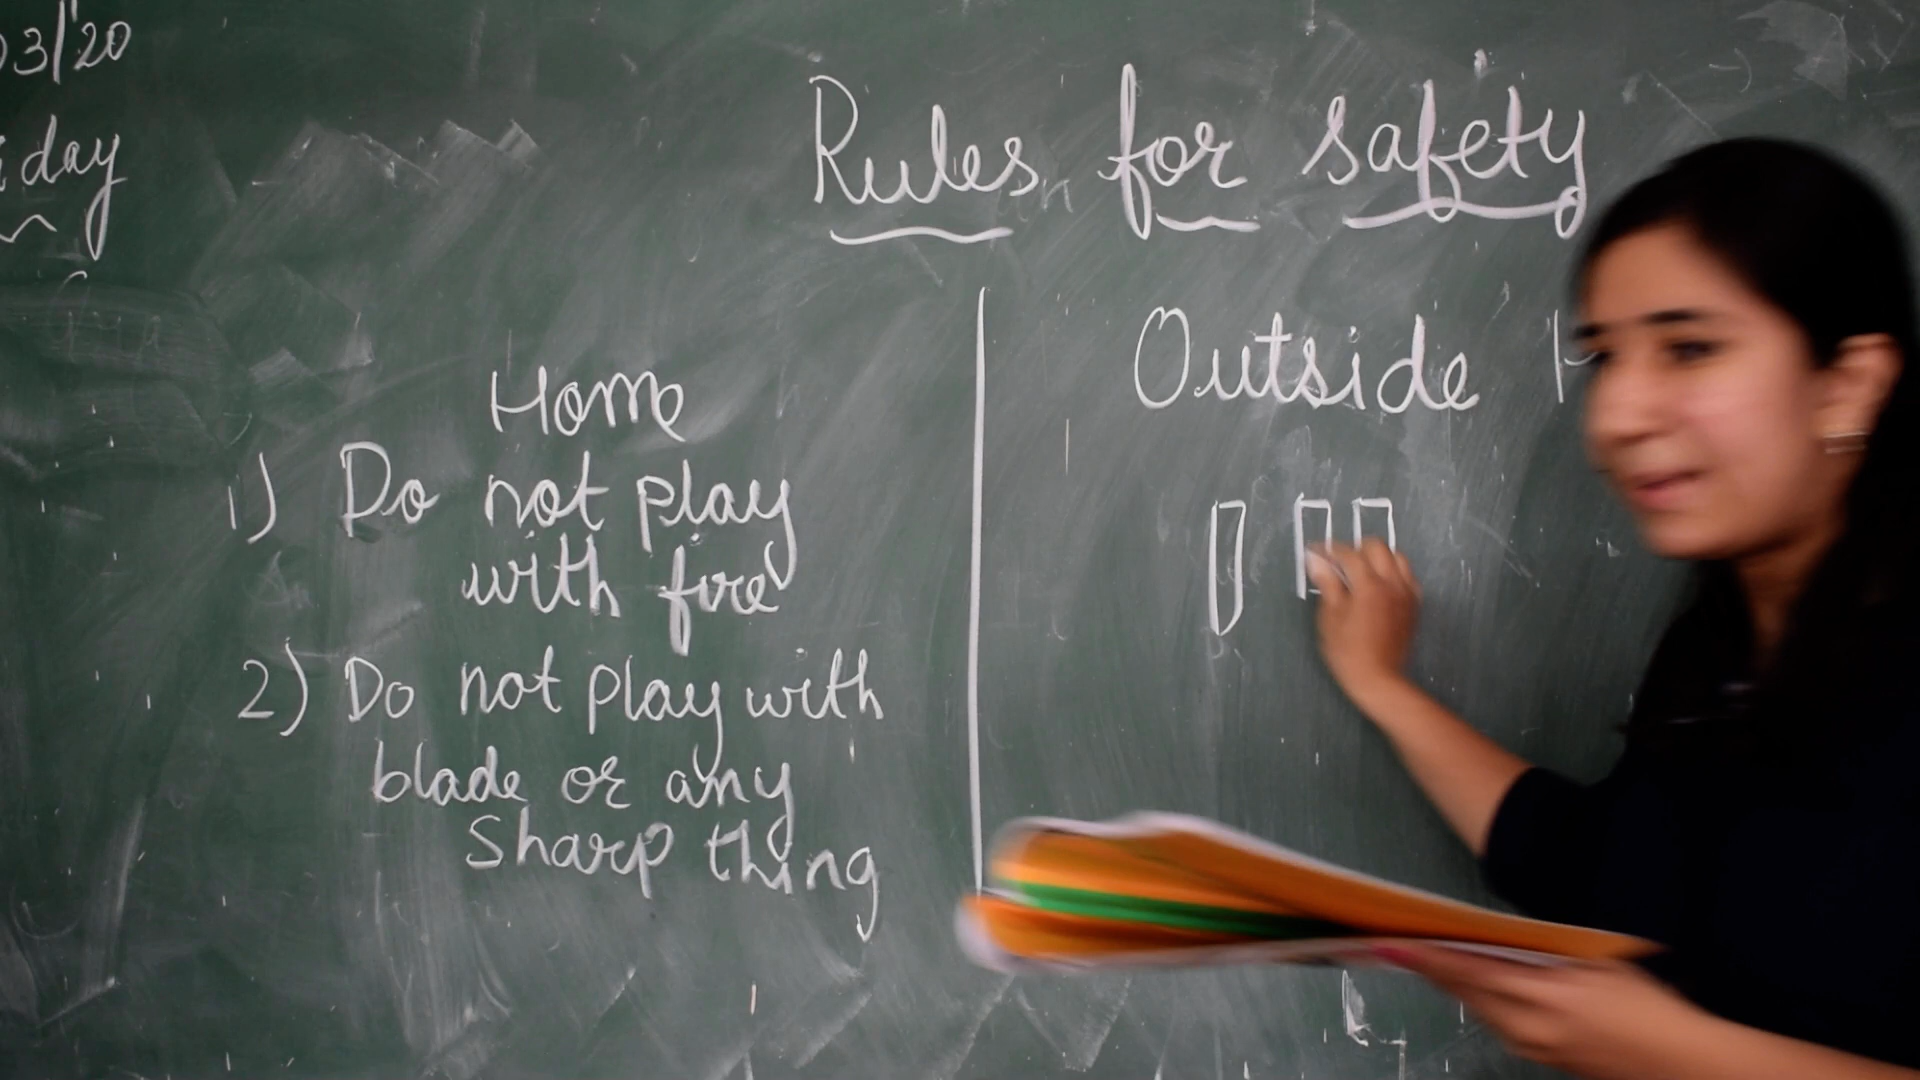 03/20
day
Rules for safety
Home
1) Do not play
with fire
2) Do not play with
blade or any
Sharp thing
Outside H